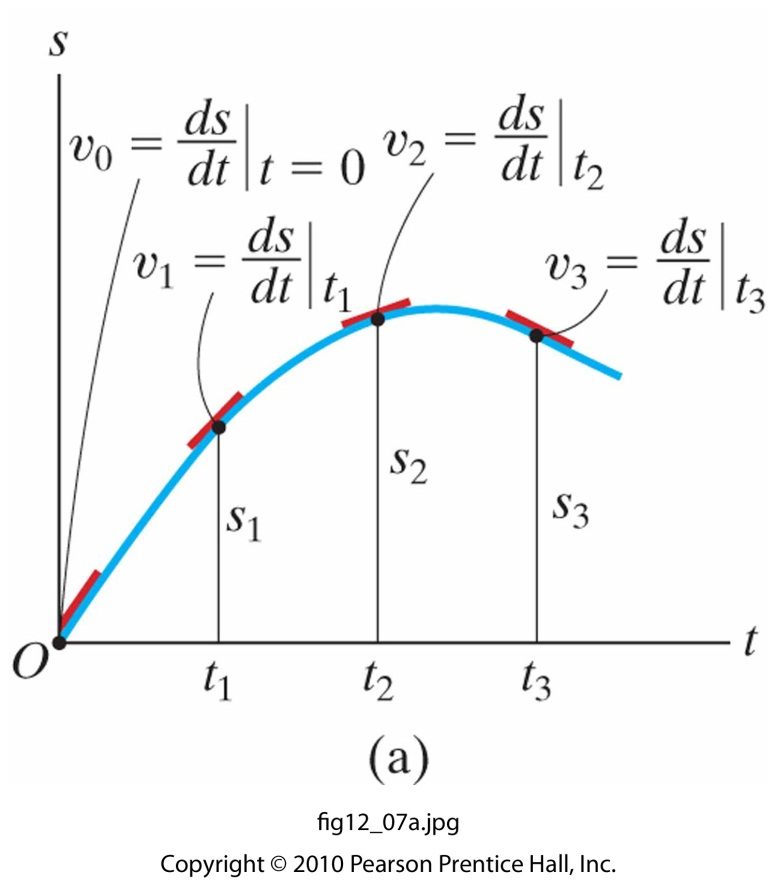 s
v₀ = ds/dt|t = 0
v₂ = ds/dt|t₂
v₁ = ds/dt|t₁
v₃ = ds/dt|t₃
s₁
s₂
s₃
O
t₁
t₂
t₃
t
(a)
fig12_07a.jpg
Copyright © 2010 Pearson Prentice Hall, Inc.